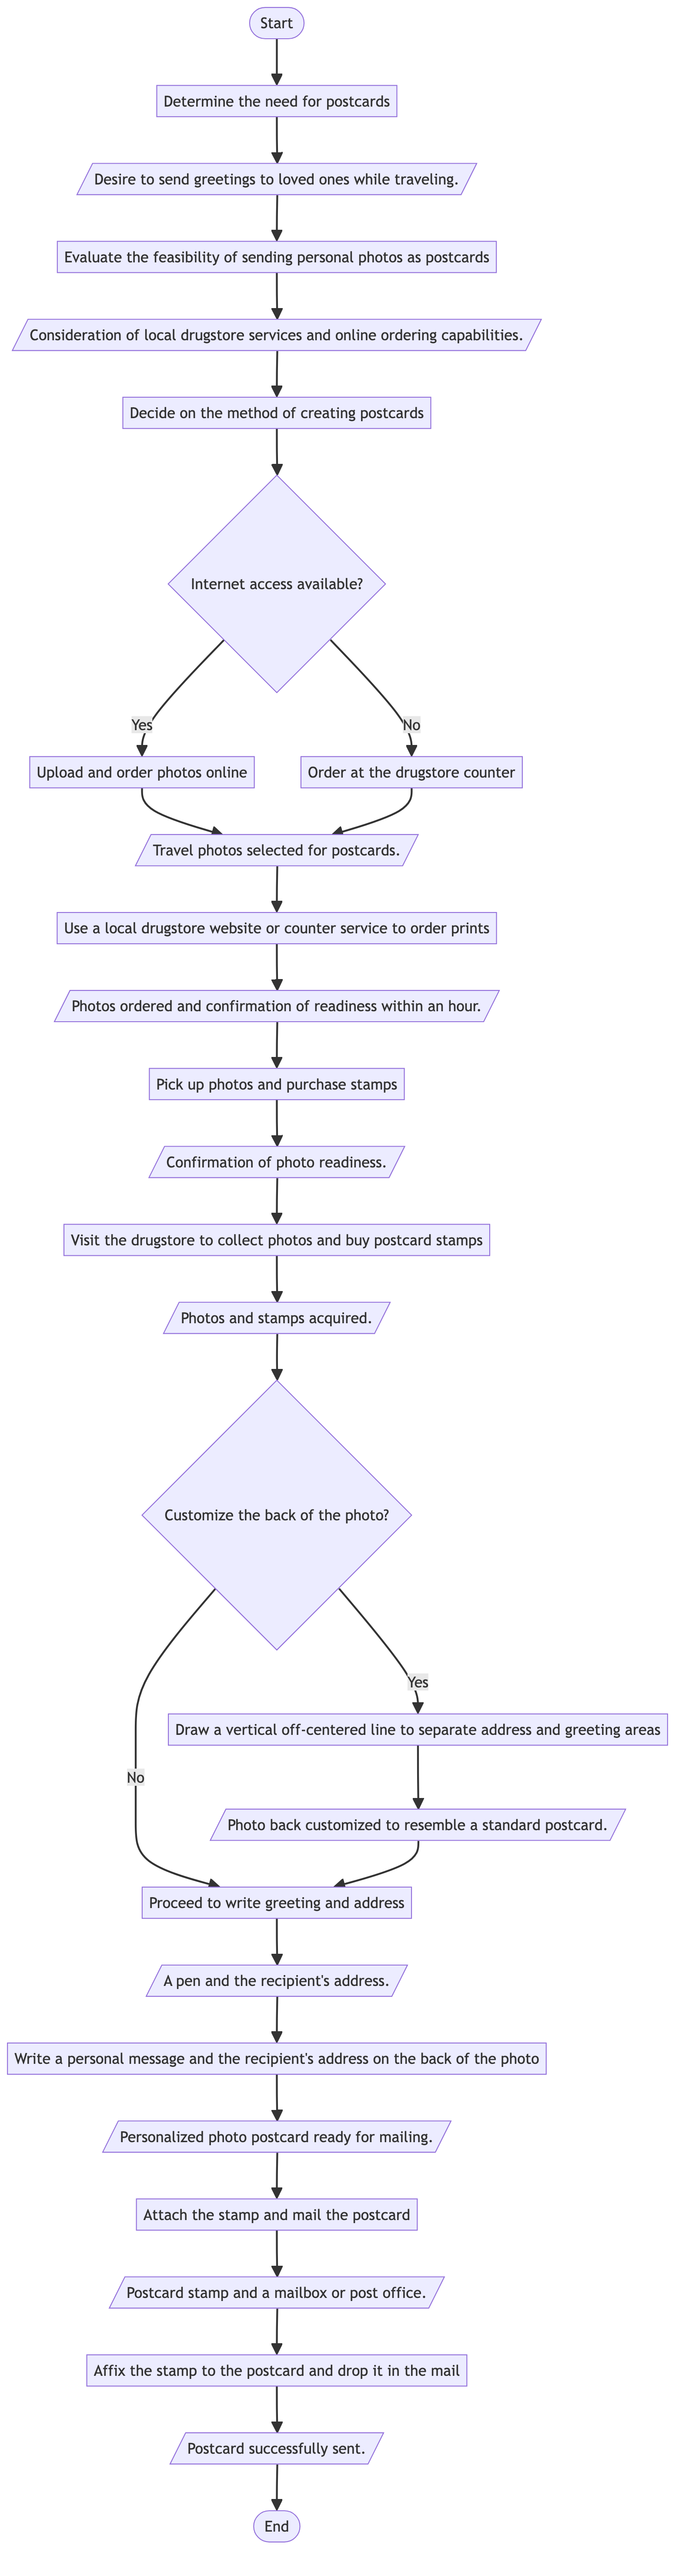 Start
Determine the need for postcards
Desire to send greetings to loved ones while traveling.
Evaluate the feasibility of sending personal photos as postcards
Consideration of local drugstore services and online ordering capabilities.
Decide on the method of creating postcards
Internet access available?
Yes
No
Upload and order photos online
Order at the drugstore counter
Travel photos selected for postcards.
Use a local drugstore website or counter service to order prints
Photos ordered and confirmation of readiness within an hour.
Pick up photos and purchase stamps
Confirmation of photo readiness.
Visit the drugstore to collect photos and buy postcard stamps
Photos and stamps acquired.
Customize the back of the photo?
Yes
Draw a vertical off-centered line to separate address and greeting areas
No
Photo back customized to resemble a standard postcard.
Proceed to write greeting and address
A pen and the recipient's address.
Write a personal message and the recipient's address on the back of the photo
Personalized photo postcard ready for mailing.
Attach the stamp and mail the postcard
Postcard stamp and a mailbox or post office.
Affix the stamp to the postcard and drop it in the mail
Postcard successfully sent.
End